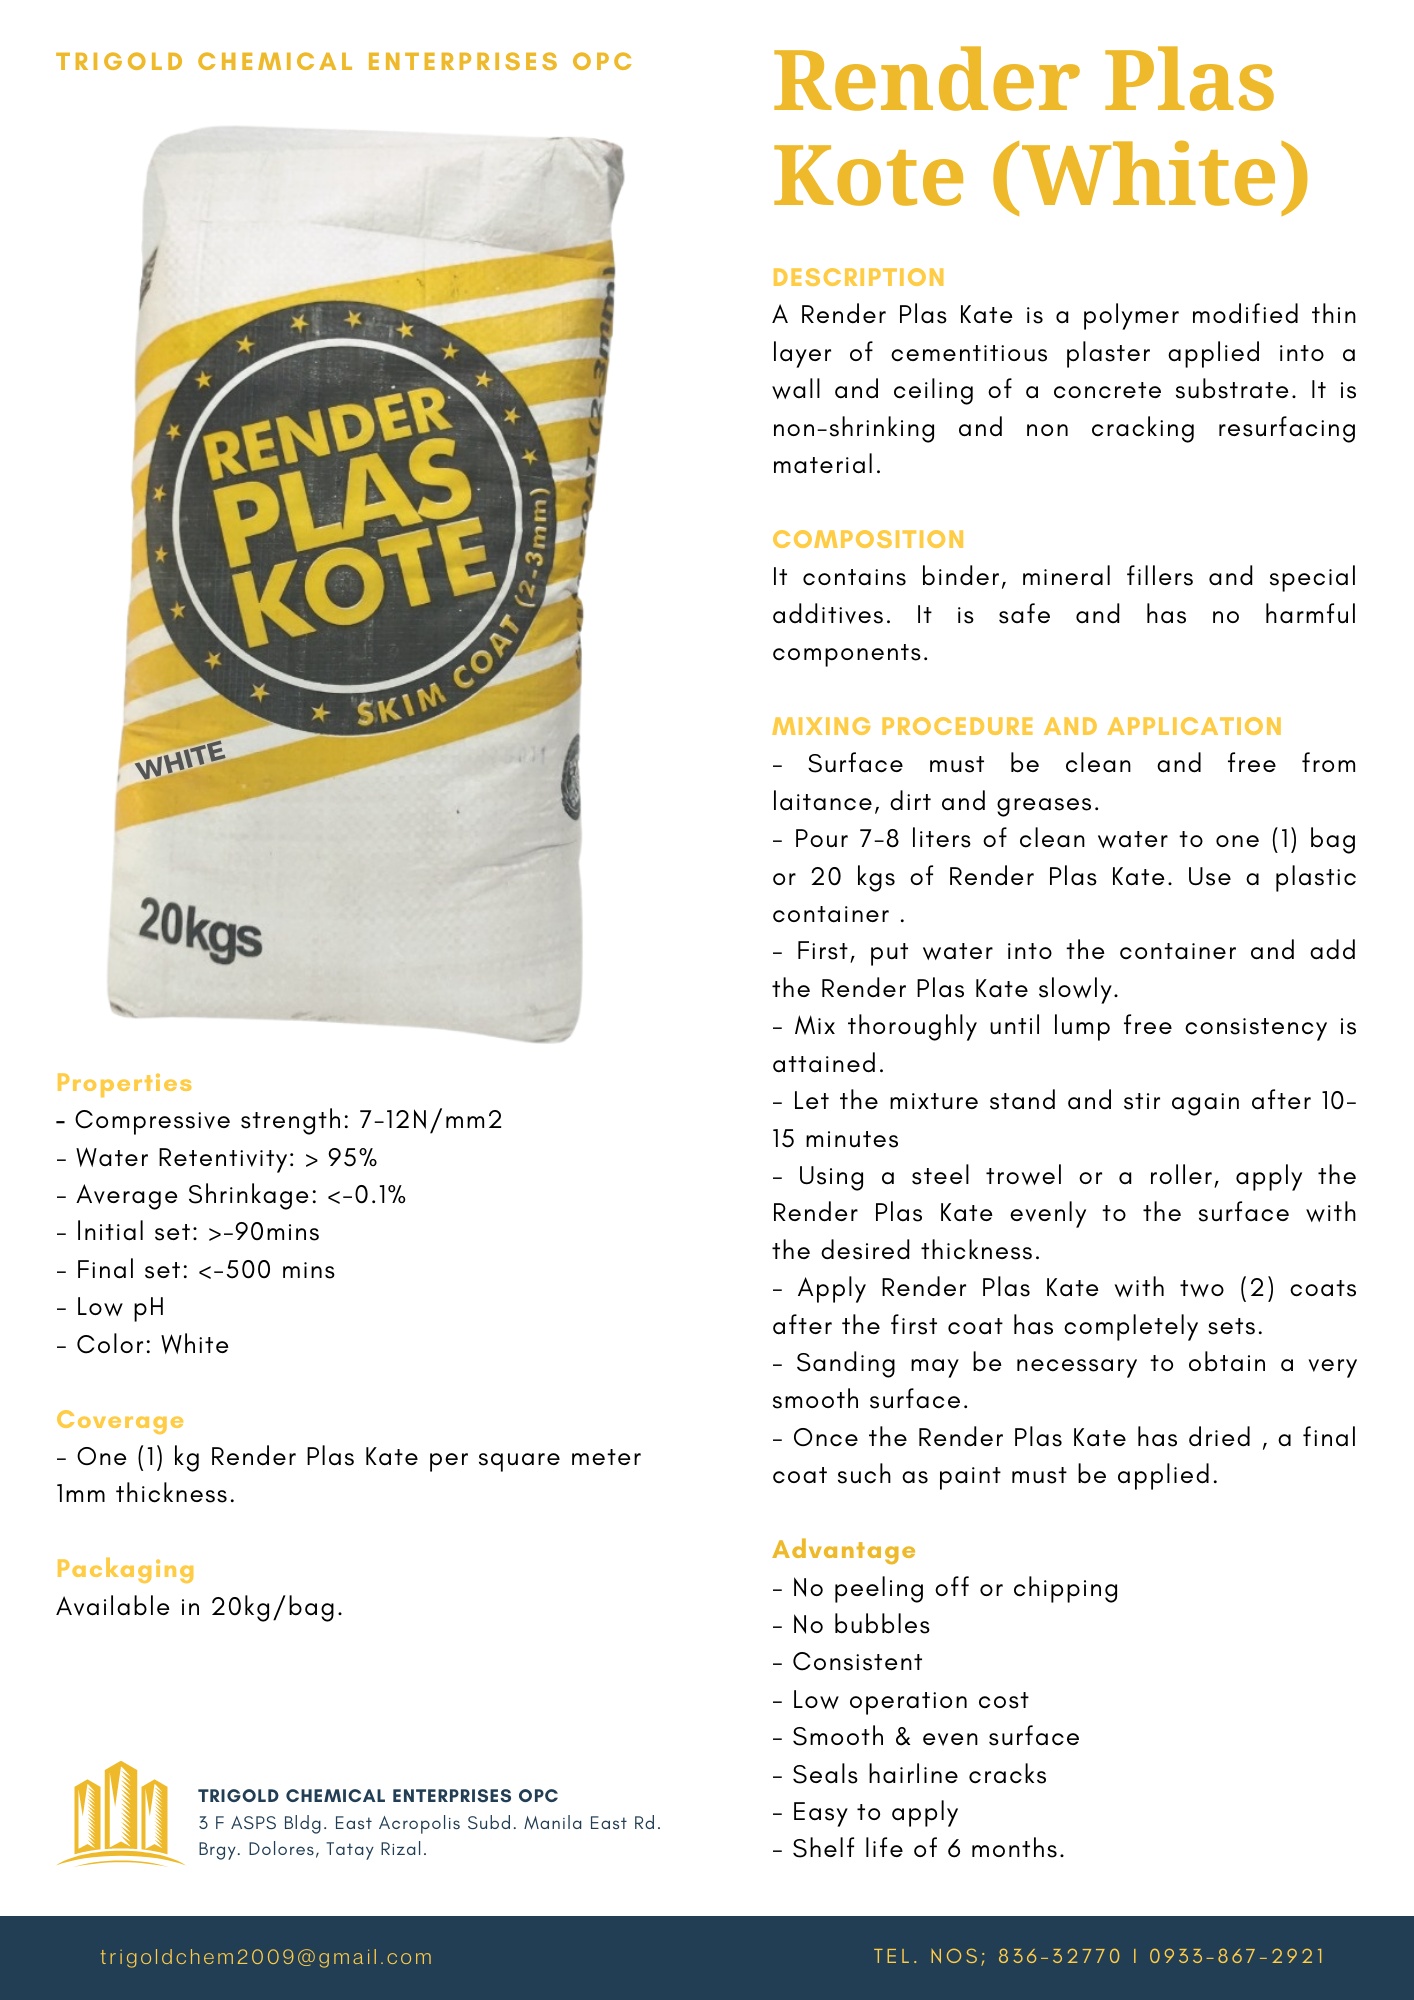 TRIGOLD CHEMICAL ENTERPRISES OPC
RENDER
PLAS
KOTE
SKIM COAT (2-3mm)
WHITE
20kgs
Properties
- Compressive strength: 7-12N/mm2
- Water Retentivity: > 95%
- Average Shrinkage: <-0.1%
- Initial set: >-90mins
- Final set: <-500 mins
- Low pH
- Color: White
Coverage
- One (1) kg Render Plas Kate per square meter
1mm thickness.
Packaging
Available in 20kg/bag.
TRIGOLD CHEMICAL ENTERPRISES OPC
3 F ASPS Bldg. East Acropolis Subd. Manila East Rd.
Brgy. Dolores, Tatay Rizal.
Render Plas
Kote (White)
DESCRIPTION
A Render Plas Kate is a polymer modified thin
layer of cementitious plaster applied into a
wall and ceiling of a concrete substrate. It is
non-shrinking and non cracking resurfacing
material.
COMPOSITION
It contains binder, mineral fillers and special
additives. It is safe and has no harmful
components.
MIXING PROCEDURE AND APPLICATION
- Surface must be clean and free from
laitance, dirt and greases.
- Pour 7-8 liters of clean water to one (1) bag
or 20 kgs of Render Plas Kate. Use a plastic
container .
- First, put water into the container and add
the Render Plas Kate slowly.
- Mix thoroughly until lump free consistency is
attained.
- Let the mixture stand and stir again after 10-
15 minutes
- Using a steel trowel or a roller, apply the
Render Plas Kate evenly to the surface with
the desired thickness.
- Apply Render Plas Kate with two (2) coats
after the first coat has completely sets.
- Sanding may be necessary to obtain a very
smooth surface.
- Once the Render Plas Kate has dried , a final
coat such as paint must be applied.
Advantage
- No peeling off or chipping
- No bubbles
- Consistent
- Low operation cost
- Smooth & even surface
- Seals hairline cracks
- Easy to apply
- Shelf life of 6 months.
trigoldchem2009@gmail.com
TEL. NOS; 836-32770 | 0933-867-2921